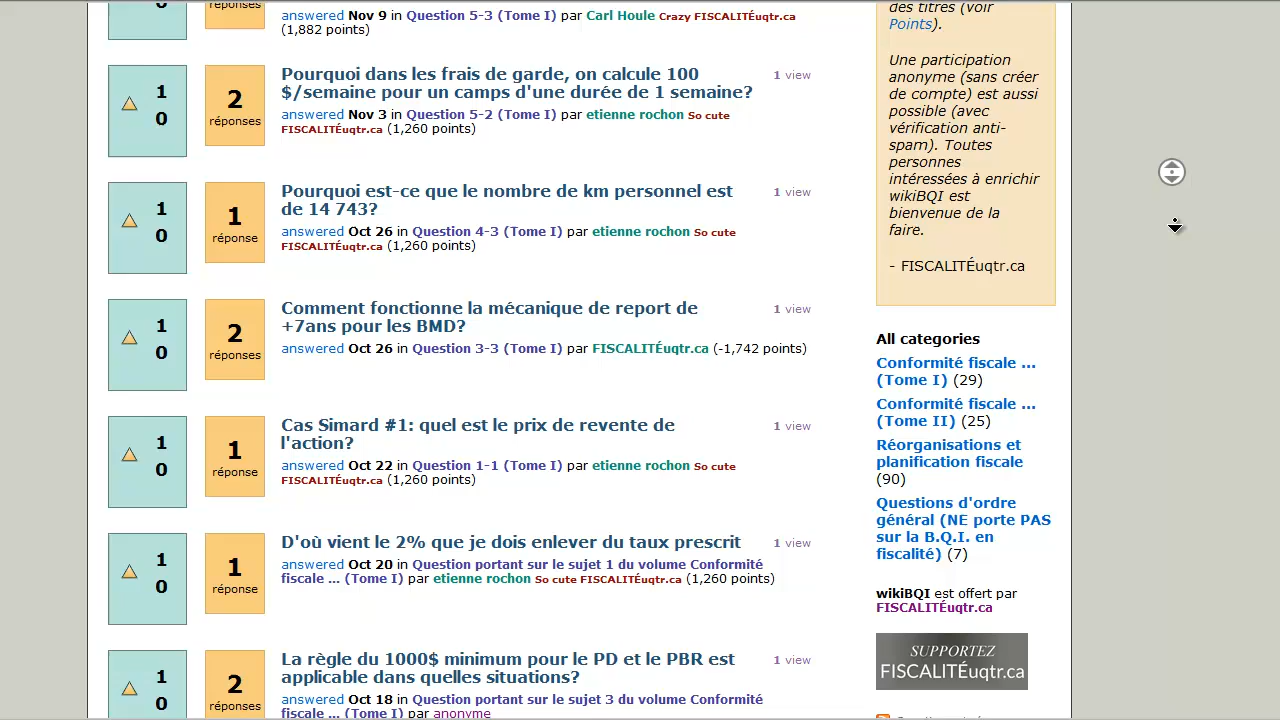 0
réponses
answered Nov 9 in Question 5-3 (Tome I) par Carl Houle Crazy FISCALITÉuqtr.ca
(1,882 points)
1
0
2
réponses
Pourquoi dans les frais de garde, on calcule 100
$/semaine pour un camps d'une durée de 1 semaine?
1 view
answered Nov 3 in Question 5-2 (Tome I) par etienne rochon So cute
FISCALITÉuqtr.ca (1,260 points)
1
0
1
réponse
Pourquoi est-ce que le nombre de km personnel est
de 14 743?
1 view
answered Oct 26 in Question 4-3 (Tome I) par etienne rochon So cute
FISCALITÉuqtr.ca (1,260 points)
1
0
2
réponses
Comment fonctionne la mécanique de report de
+7ans pour les BMD?
1 view
answered Oct 26 in Question 3-3 (Tome I) par FISCALITÉuqtr.ca (-1,742 points)
1
0
1
réponse
Cas Simard #1: quel est le prix de revente de
l'action?
1 view
answered Oct 22 in Question 1-1 (Tome I) par etienne rochon So cute
FISCALITÉuqtr.ca (1,260 points)
1
0
1
réponse
D'où vient le 2% que je dois enlever du taux prescrit
1 view
answered Oct 20 in Question portant sur le sujet 1 du volume Conformité
fiscale ... (Tome I) par etienne rochon So cute FISCALITÉuqtr.ca (1,260 points)
1
0
2
réponses
La règle du 1000$ minimum pour le PD et le PBR est
applicable dans quelles situations?
1 view
answered Oct 18 in Question portant sur le sujet 3 du volume Conformité
fiscale ... (Tome I) par anonyme
des titres (voir
Points).
Une participation
anonyme (sans créer
de compte) est aussi
possible (avec
vérification anti-
spam). Toutes
personnes
intéressées à enrichir
wikiBQI est
bienvenue de la
faire.
- FISCALITÉuqtr.ca
All categories
Conformité fiscale ...
(Tome I) (29)
Conformité fiscale ...
(Tome II) (25)
Réorganisations et
planification fiscale
(90)
Questions d'ordre
général (NE porte PAS
sur la B.Q.I. en
fiscalité) (7)
wikiBQI est offert par
FISCALITÉuqtr.ca
SUPPORTEZ
FISCALITÉuqtr.ca